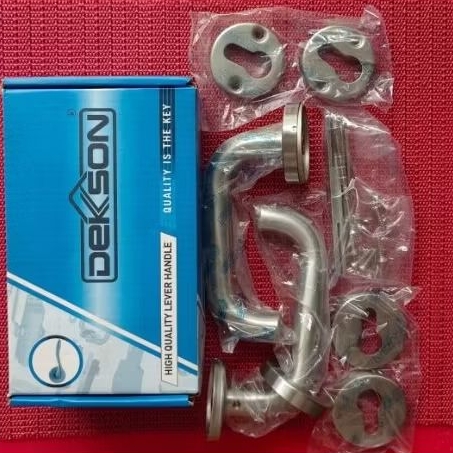 DEKSON
®
QUALITY IS THE KEY
HIGH QUALITY LEVER HANDLE